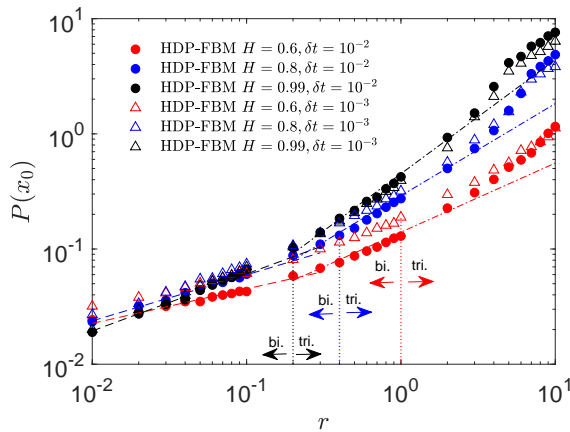 10^1
HDP-FBM H = 0.6, δt = 10^{-2}
HDP-FBM H = 0.8, δt = 10^{-2}
HDP-FBM H = 0.99, δt = 10^{-2}
HDP-FBM H = 0.6, δt = 10^{-3}
HDP-FBM H = 0.8, δt = 10^{-3}
HDP-FBM H = 0.99, δt = 10^{-3}
10^0
P(x_0)
10^{-1}
bi. tri.
bi. tri.
bi. tri.
10^{-2}
10^{-2} 10^{-1} 10^0 10^1
r